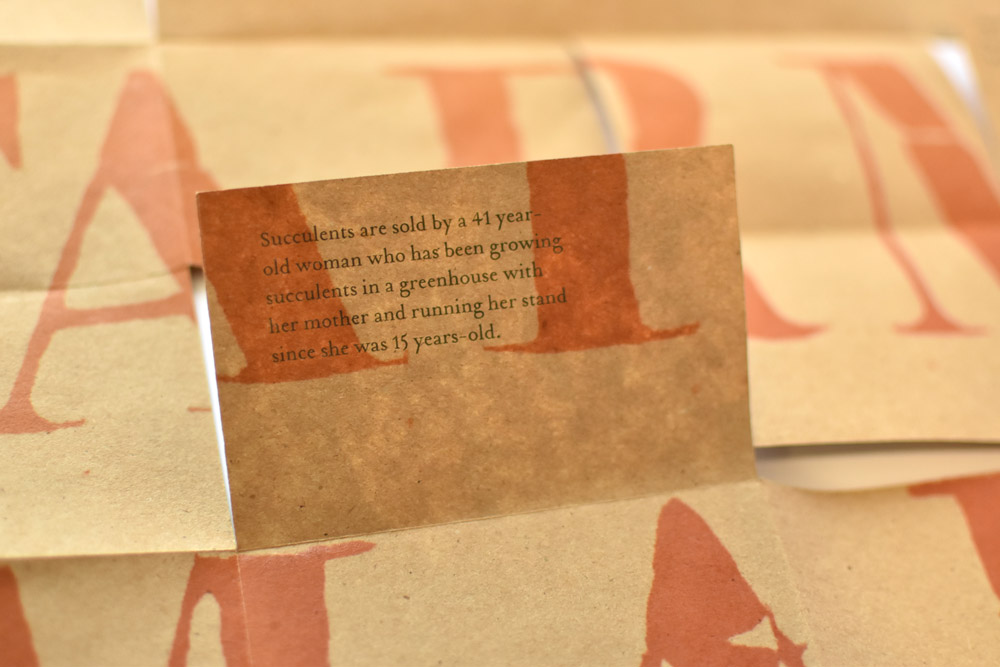 A R N
Succulents are sold by a 41 year-
old woman who has been growing
succulents in a greenhouse with
her mother and running her stand
since she was 15 years-old.